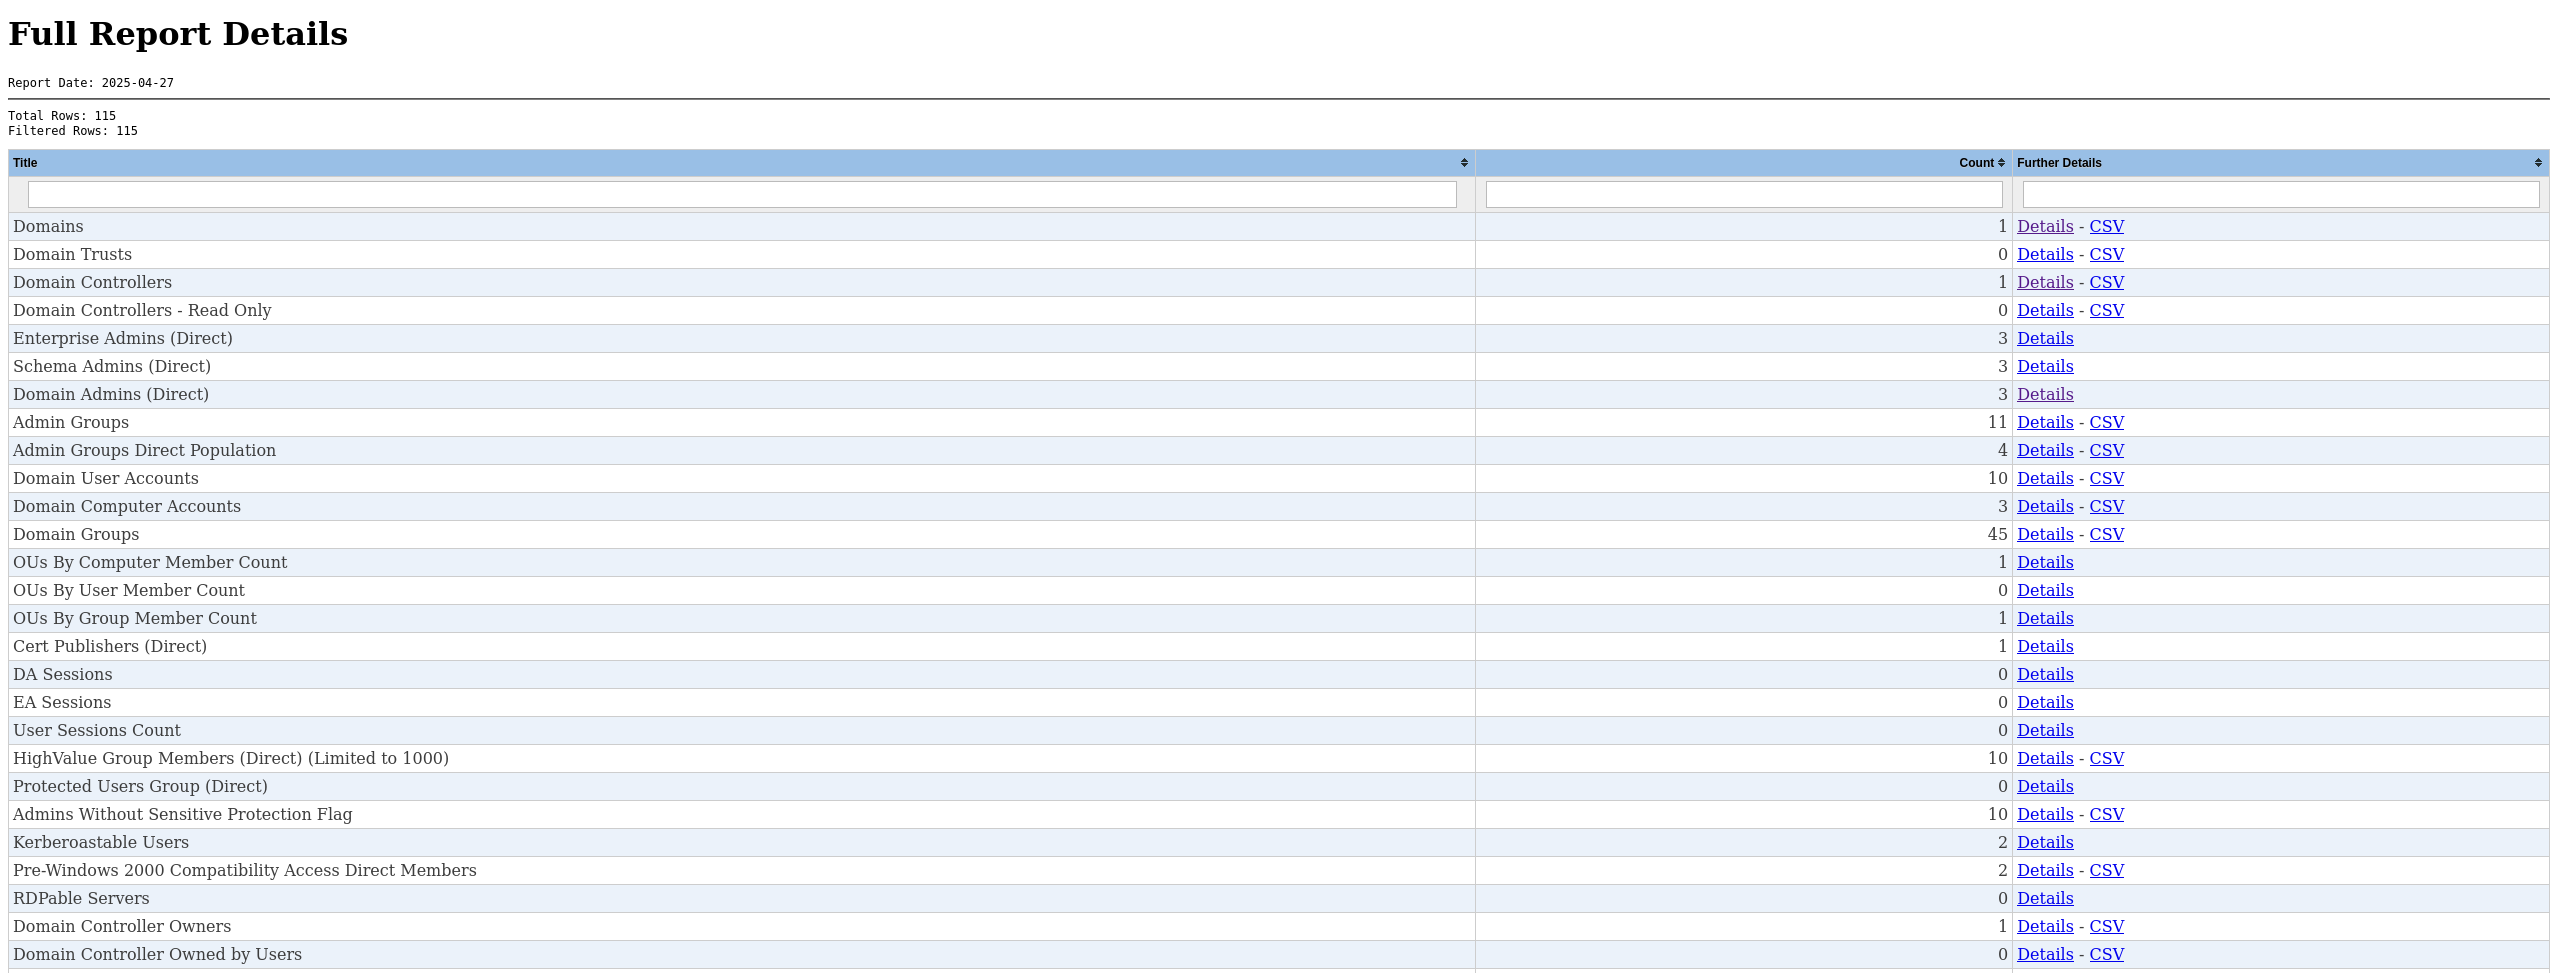 Full Report Details
Report Date: 2025-04-27
Total Rows: 115
Filtered Rows: 115
Title Count Further Details
Domains 1 Details - CSV
Domain Trusts 0 Details - CSV
Domain Controllers 1 Details - CSV
Domain Controllers - Read Only 0 Details - CSV
Enterprise Admins (Direct) 3 Details
Schema Admins (Direct) 3 Details
Domain Admins (Direct) 3 Details
Admin Groups 11 Details - CSV
Admin Groups Direct Population 4 Details - CSV
Domain User Accounts 10 Details - CSV
Domain Computer Accounts 3 Details - CSV
Domain Groups 45 Details - CSV
OUs By Computer Member Count 1 Details
OUs By User Member Count 0 Details
OUs By Group Member Count 1 Details
Cert Publishers (Direct) 1 Details
DA Sessions 0 Details
EA Sessions 0 Details
User Sessions Count 0 Details
HighValue Group Members (Direct) (Limited to 1000) 10 Details - CSV
Protected Users Group (Direct) 0 Details
Admins Without Sensitive Protection Flag 10 Details - CSV
Kerberoastable Users 2 Details
Pre-Windows 2000 Compatibility Access Direct Members 2 Details - CSV
RDPable Servers 0 Details
Domain Controller Owners 1 Details - CSV
Domain Controller Owned by Users 0 Details - CSV